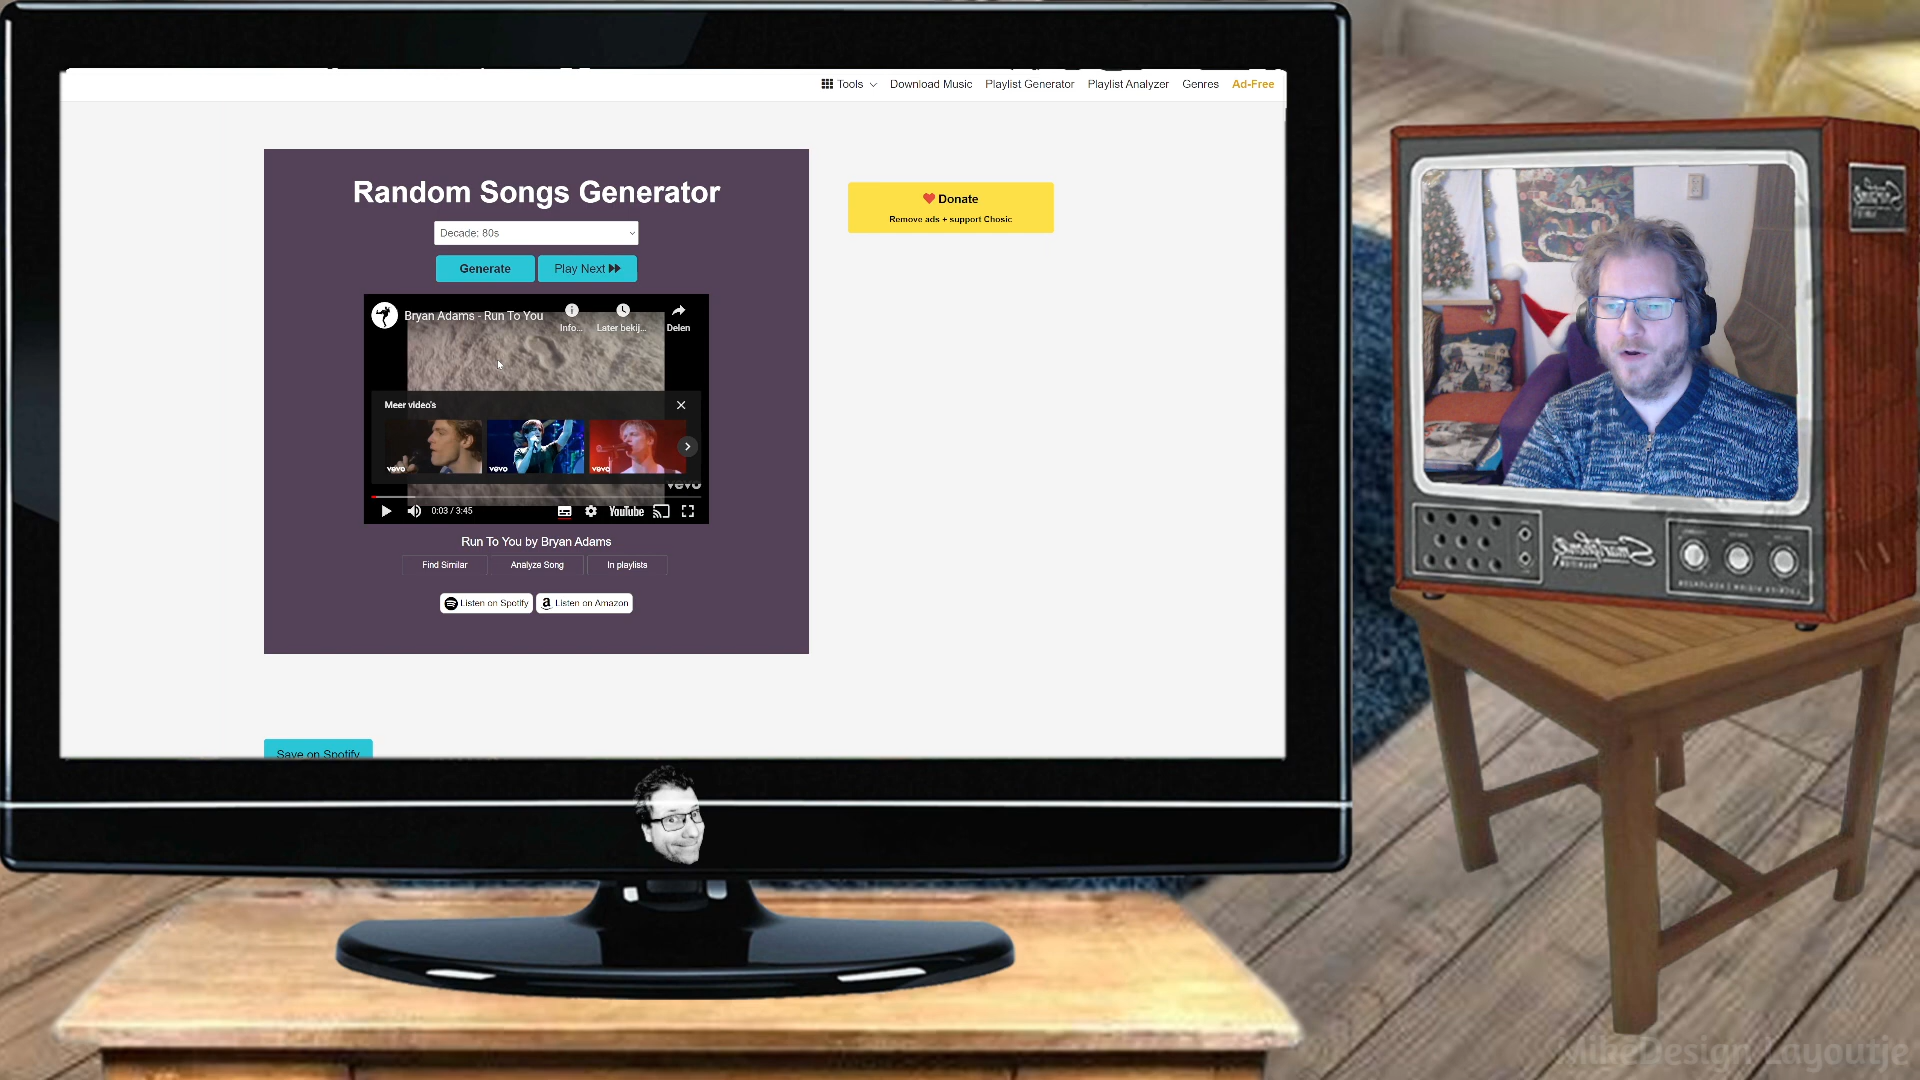 Tools Download Music Playlist Generator Playlist Analyzer Genres Ad-Free
Random Songs Generator
Decade: 80s
Generate Play Next
Donate
Remove ads + support Chosic
Bryan Adams - Run To You
Info... Later bekij... Delen
Meer video's
vevo vevo vevo
vevo
0:03 / 3:45 YouTube
Run To You by Bryan Adams
Find Similar Analyze Song In playlists
Listen on Spotify Listen on Amazon
Save on Spotify
MikeDesign Layoutje